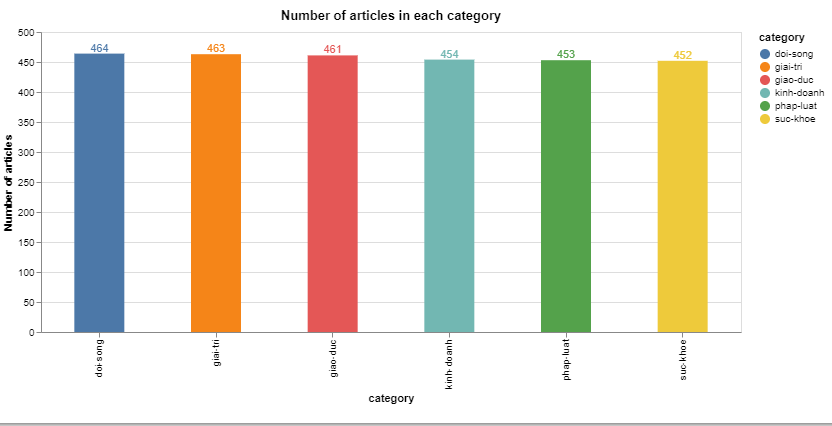 Number of articles in each category
500
450
400
350
300
250
200
150
100
50
0
Number of articles
464
463
461
454
453
452
doi-song
giai-tri
giao-duc
kinh-doanh
phap-luat
suc-khoe
category
category
doi-song
giai-tri
giao-duc
kinh-doanh
phap-luat
suc-khoe